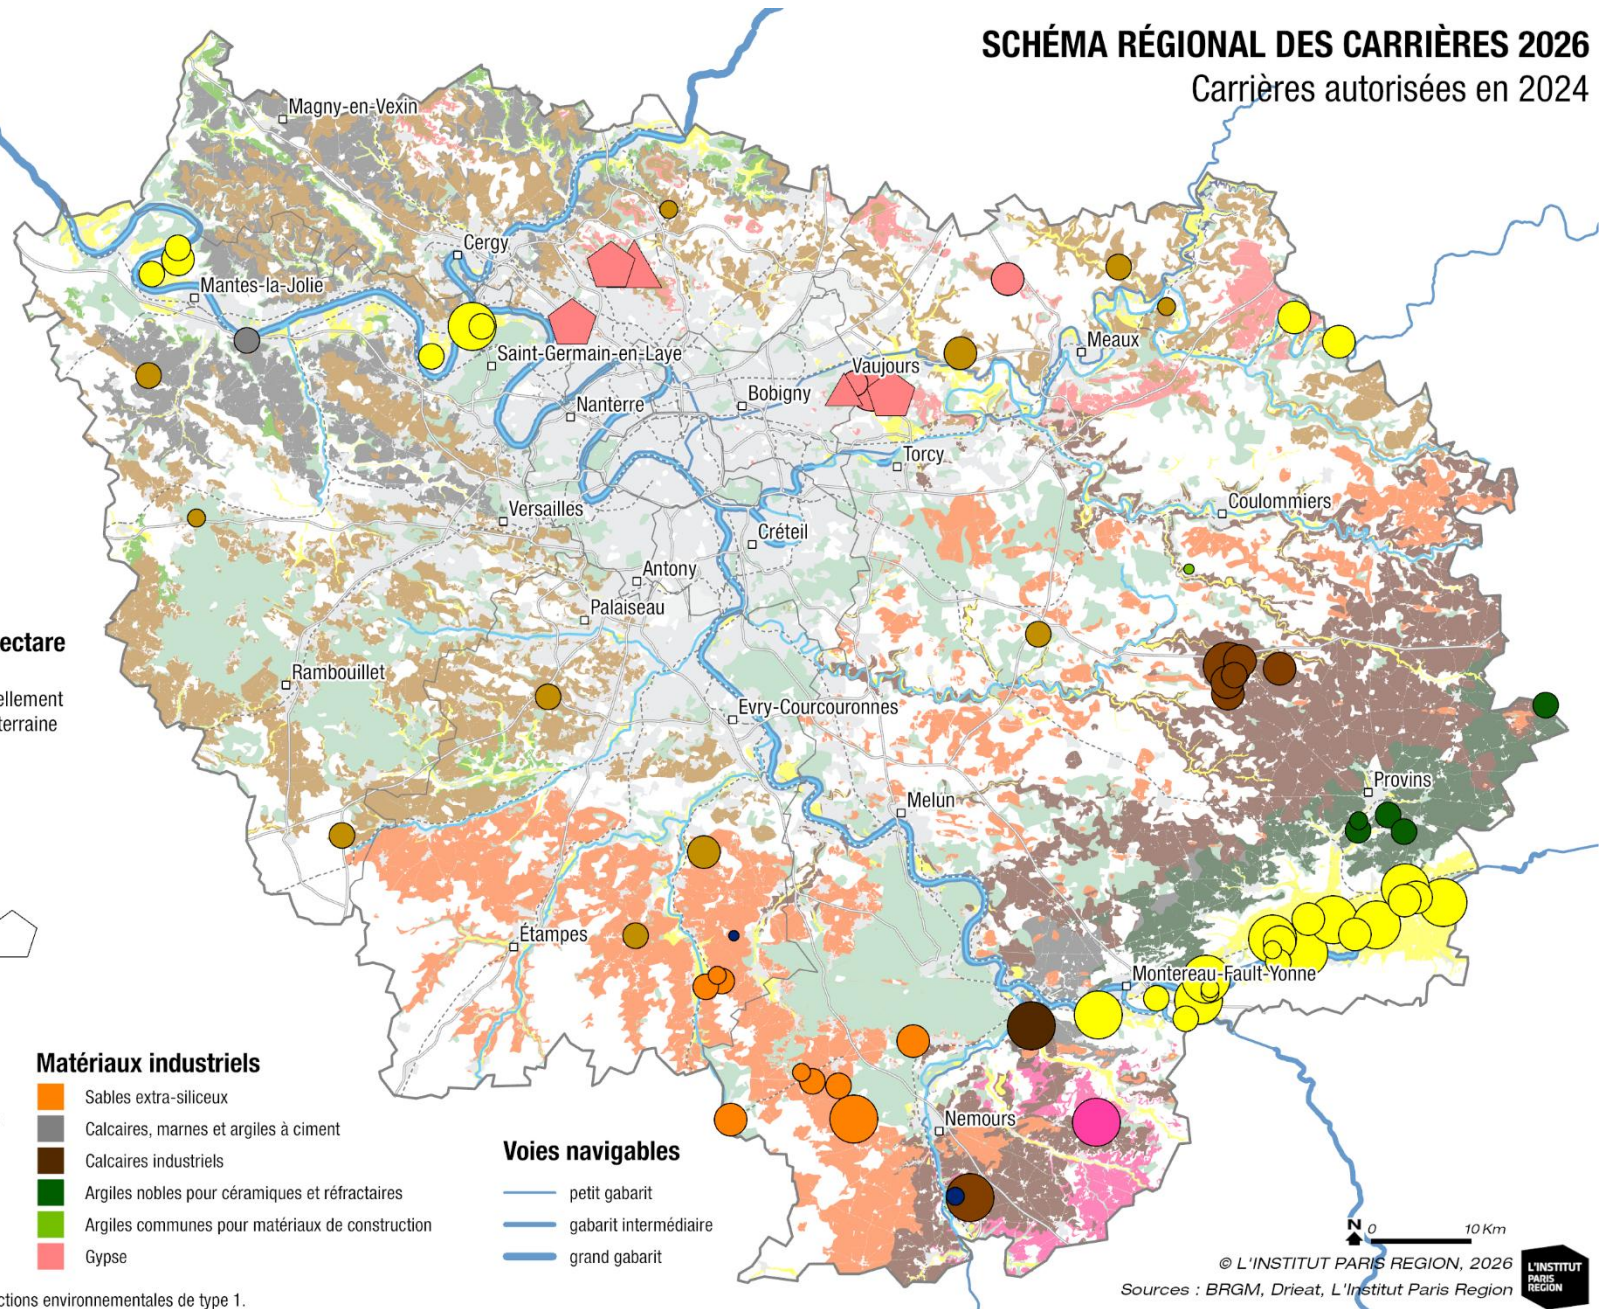 SCHÉMA RÉGIONAL DES CARRIÈRES 2026
Carrières autorisées en 2024
Magny-en-Vexin
Cergy
Mantes-la-Jolie
Saint-Germain-en-Laye
Meaux
Vaujours
Nanterre
Bobigny
Torcy
Versailles
Coulommiers
Créteil
Antony
Palaiseau
ectare
Rambouillet
ellement
terraine
Evry-Courcouronnes
Provins
Melun
Étampes
Montereau-Fault-Yonne
Nemours
Matériaux industriels
Sables extra-siliceux
Calcaires, marnes et argiles à ciment
Calcaires industriels
Argiles nobles pour céramiques et réfractaires
Argiles communes pour matériaux de construction
Gypse
Voies navigables
petit gabarit
gabarit intermédiaire
grand gabarit
N 0 10 Km
© L'INSTITUT PARIS REGION, 2026
Sources : BRGM, Drieat, L'Institut Paris Region
L'INSTITUT
PARIS
REGION
ctions environnementales de type 1.